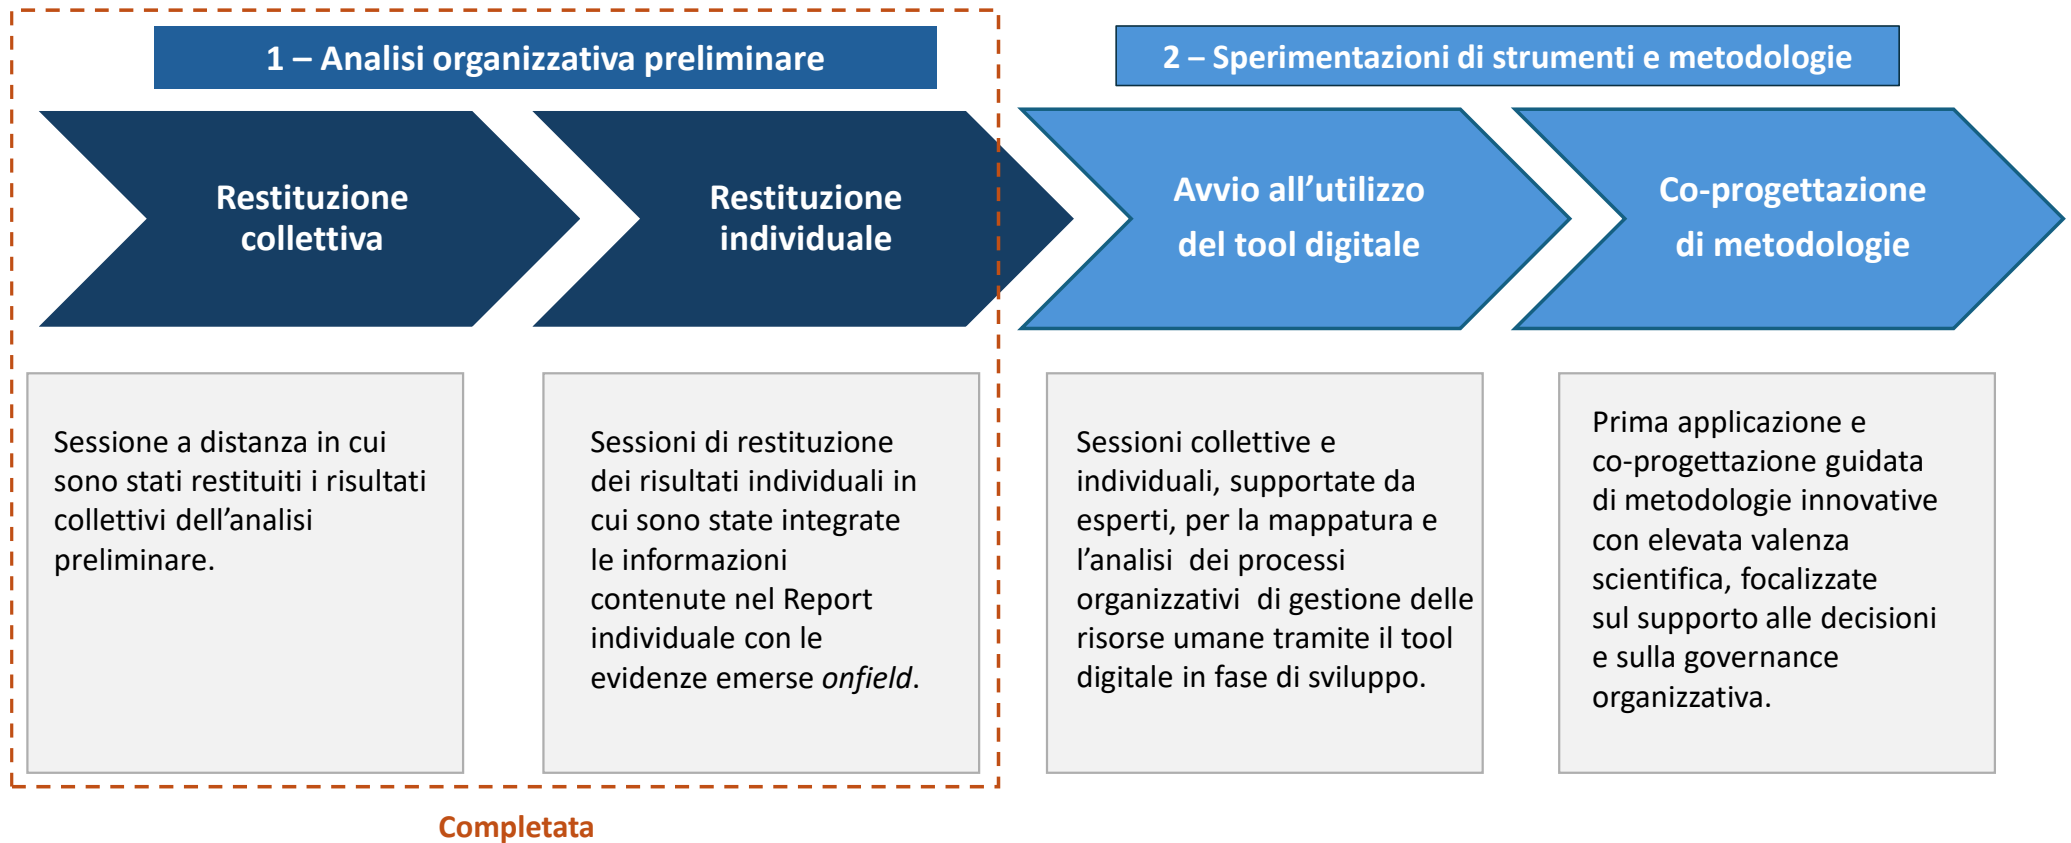 1 – Analisi organizzativa preliminare
2 – Sperimentazioni di strumenti e metodologie
Restituzione
collettiva
Restituzione
individuale
Avvio all’utilizzo
del tool digitale
Co-progettazione
di metodologie
Sessione a distanza in cui
sono stati restituiti i risultati
collettivi dell’analisi
preliminare.
Sessioni di restituzione
dei risultati individuali in
cui sono state integrate
le informazioni
contenute nel Report
individuale con le
evidenze emerse onfield.
Sessioni collettive e
individuali, supportate da
esperti, per la mappatura e
l’analisi  dei processi
organizzativi  di gestione delle
risorse umane tramite il tool
digitale in fase di sviluppo.
Prima applicazione e
co-progettazione guidata
di metodologie innovative
con elevata valenza
scientifica, focalizzate
sul supporto alle decisioni
e sulla governance
organizzativa.
Completata